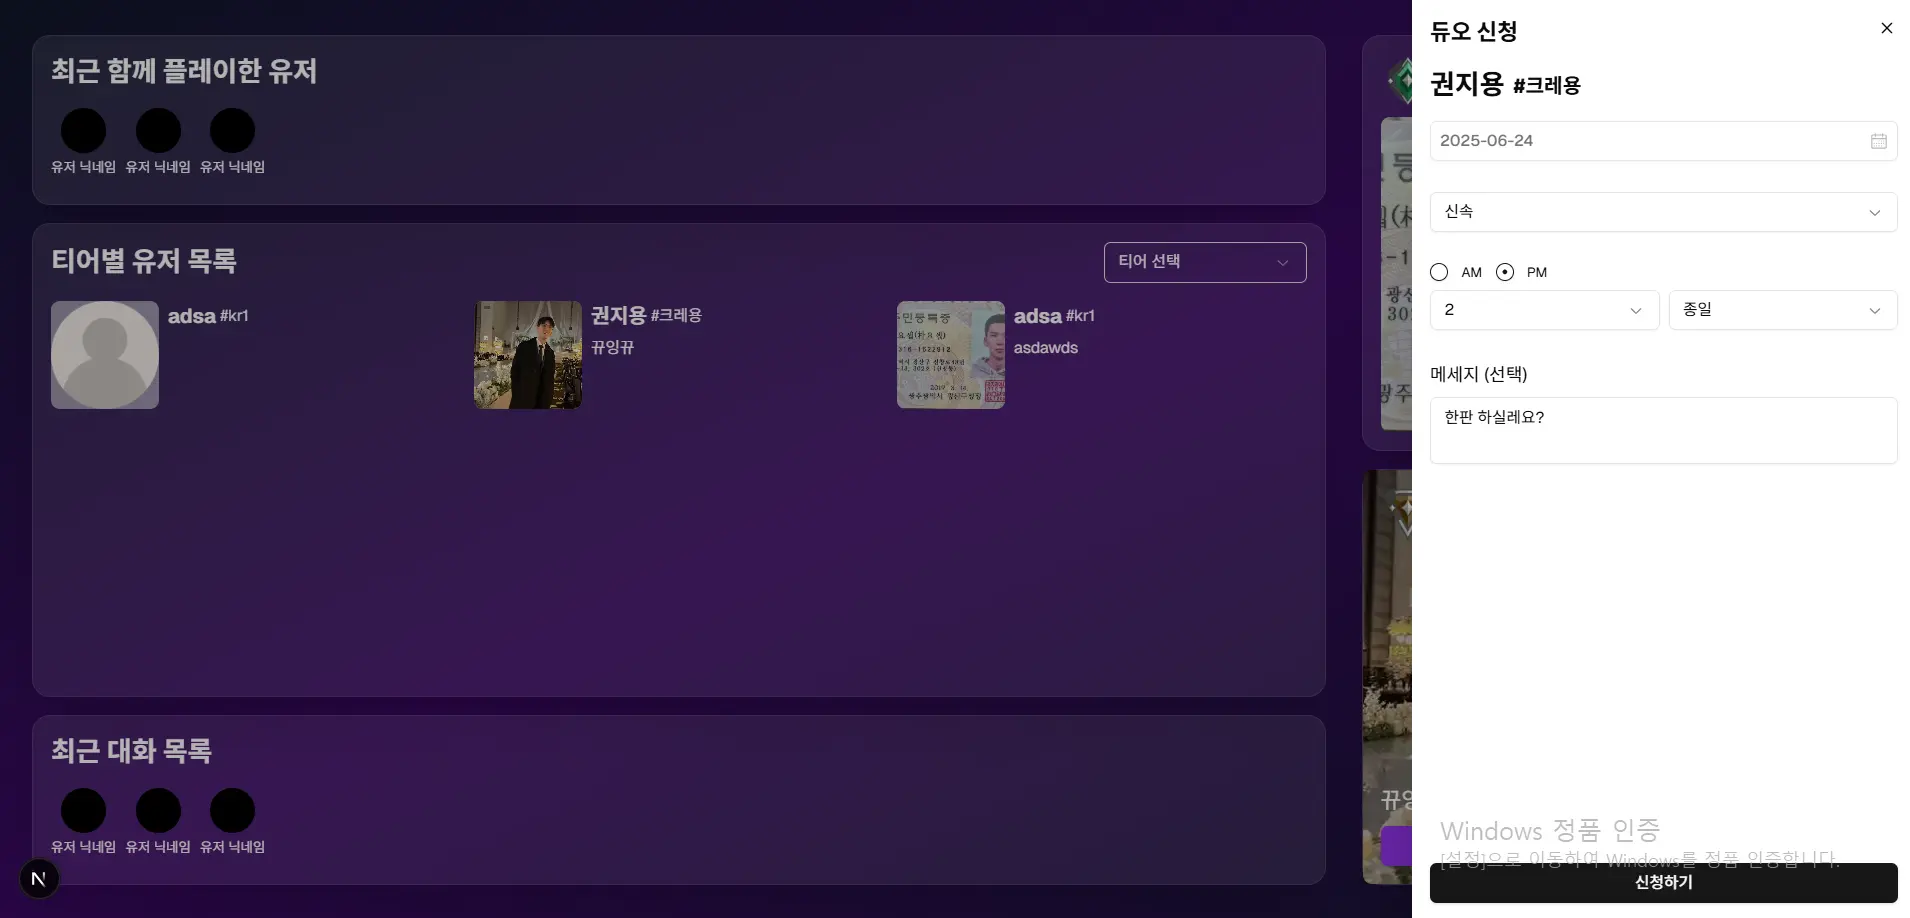 최근 함께 플레이한 유저
유저 닉네임 유저 닉네임 유저 닉네임
티어별 유저 목록
티어 선택
adsa #kr1
권지용 #크레용
뀨잉뀨
adsa #kr1
asdawds
최근 대화 목록
유저 닉네임 유저 닉네임 유저 닉네임
N
듀오 신청
권지용 #크레용
2025-06-24
신속
AM PM
2
종일
메세지 (선택)
한판 하실레요?
Windows 정품 인증
[설정]으로 이동하여 Windows를 정품 인증합니다.
신청하기